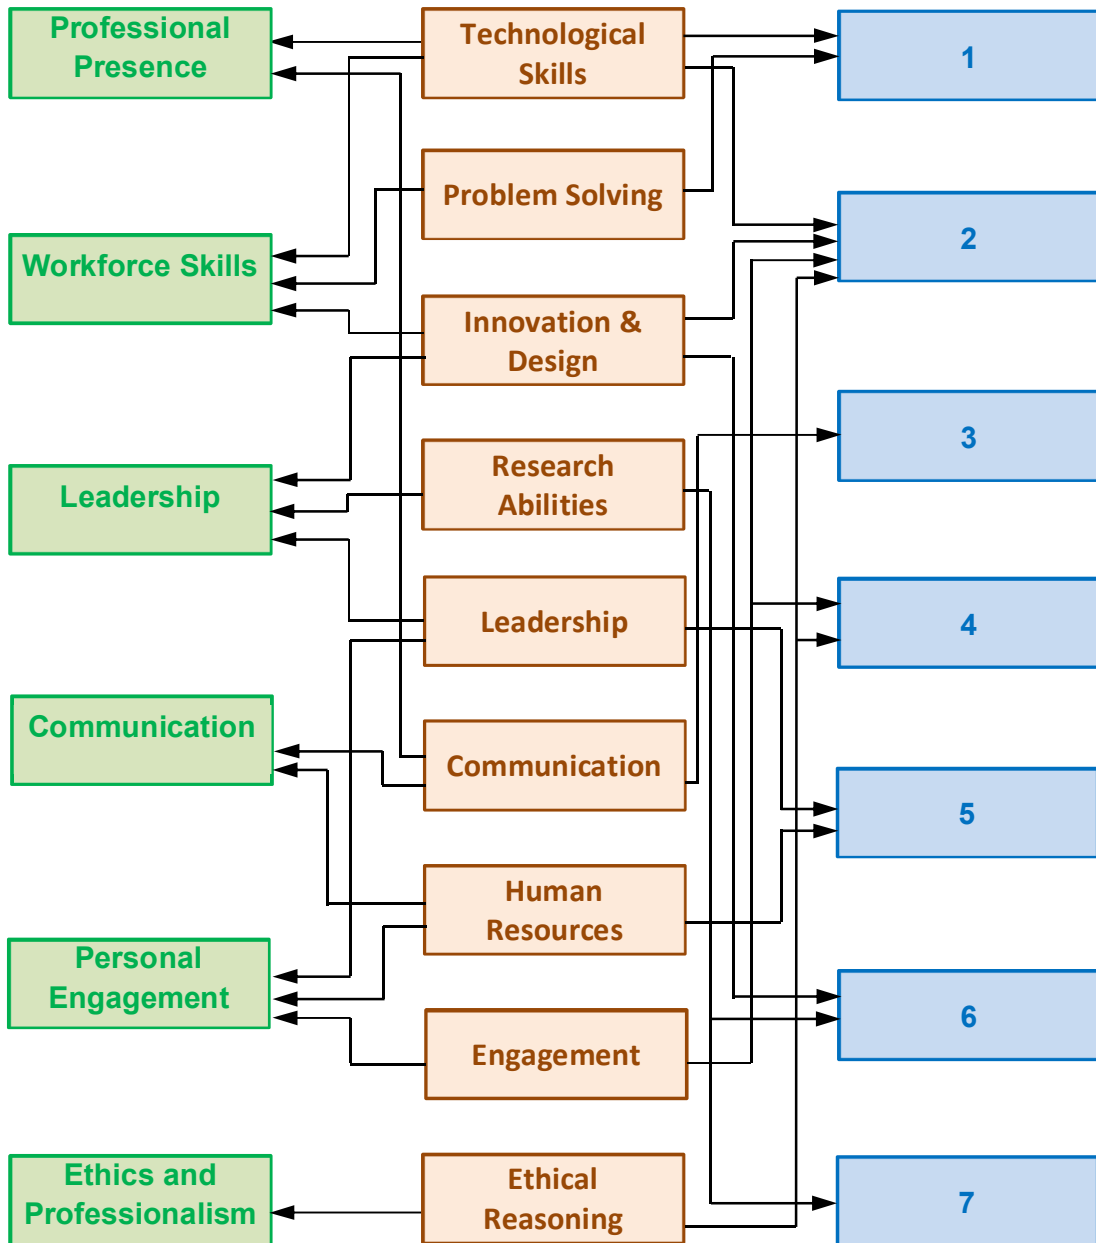 Professional
Presence
Technological
Skills
1
Problem Solving
Workforce Skills
2
Innovation &
Design
3
Leadership
Research
Abilities
Leadership
4
Communication
Communication
5
Human
Resources
Personal
Engagement
6
Engagement
Ethics and
Professionalism
Ethical
Reasoning
7